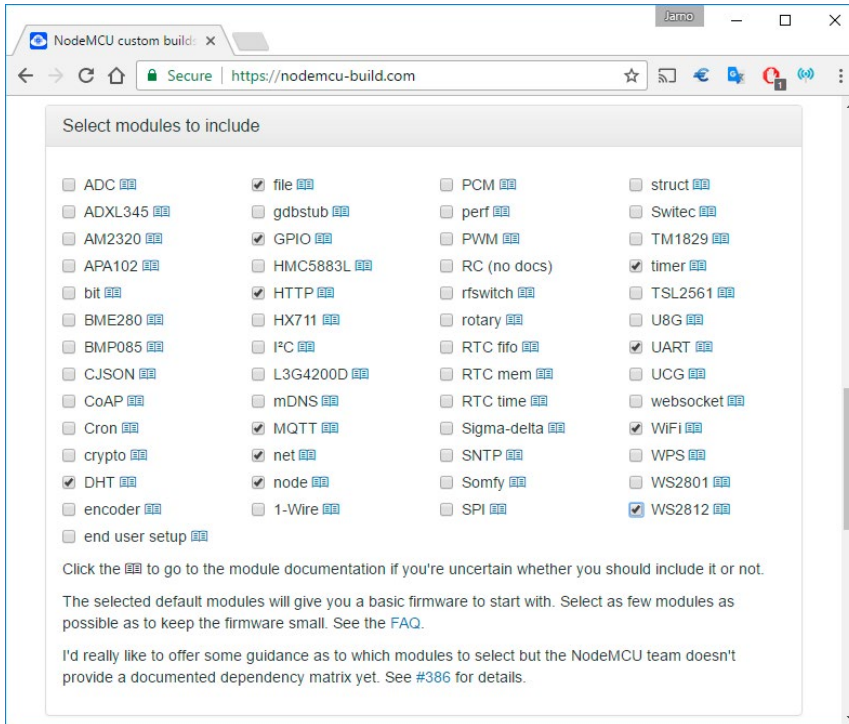 Jarno
NodeMCU custom builds
Secure | https://nodemcu-build.com
1
Select modules to include
ADC
file
PCM
struct
ADXL345
gdbstub
perf
Switec
AM2320
GPIO
PWM
TM1829
APA102
HMC5883L
RC (no docs)
timer
bit
HTTP
rfswitch
TSL2561
BME280
HX711
rotary
U8G
BMP085
I²C
RTC fifo
UART
CJSON
L3G4200D
RTC mem
UCG
CoAP
mDNS
RTC time
websocket
Cron
MQTT
Sigma-delta
WiFi
crypto
net
SNTP
WPS
DHT
node
Somfy
WS2801
encoder
1-Wire
SPI
WS2812
end user setup
Click the to go to the module documentation if you're uncertain whether you should include it or not.
The selected default modules will give you a basic firmware to start with. Select as few modules as
possible as to keep the firmware small. See the FAQ.
I'd really like to offer some guidance as to which modules to select but the NodeMCU team doesn't
provide a documented dependency matrix yet. See #386 for details.